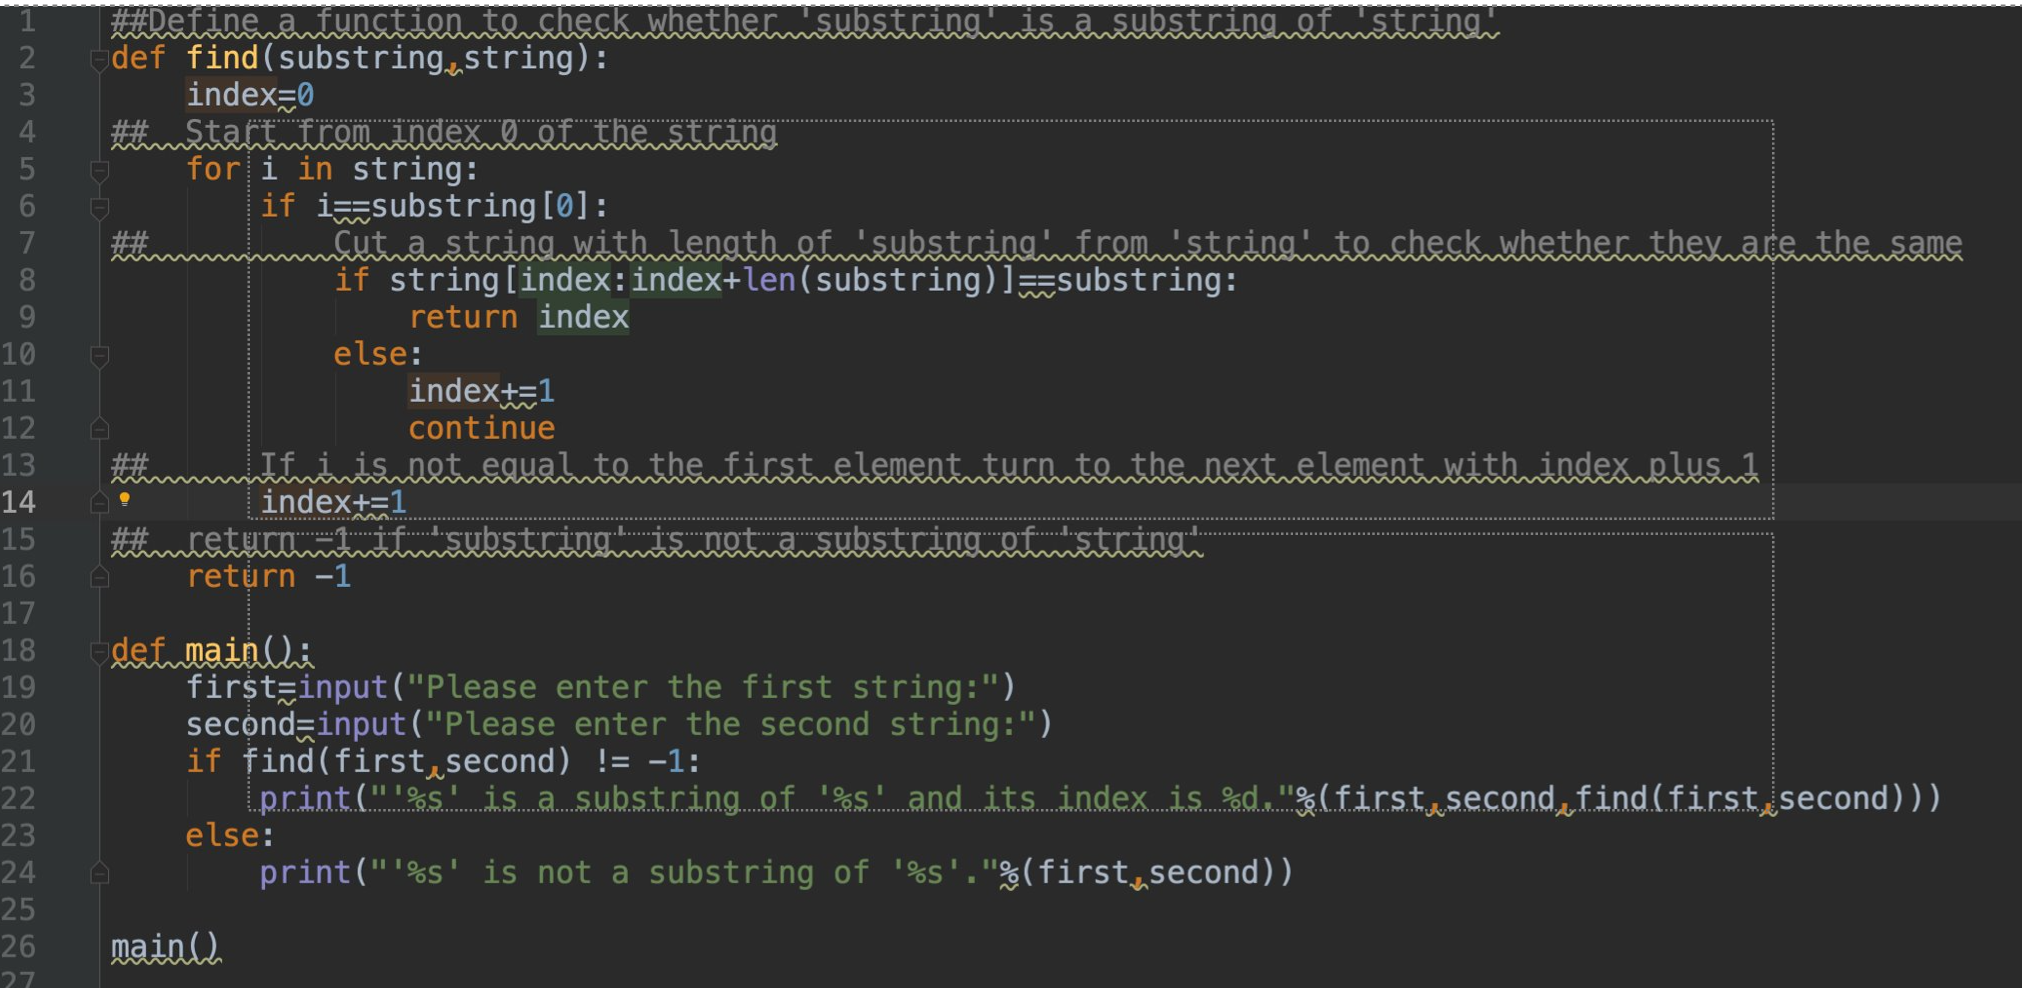 1 ##Define a function to check whether 'substring' is a substring of 'string'
2 def find(substring,string):
3     index=0
4 ##  Start from index 0 of the string
5     for i in string:
6         if i==substring[0]:
7 ##          Cut a string with length of 'substring' from 'string' to check whether they are the same
8             if string[index:index+len(substring)]==substring:
9                 return index
10             else:
11                 index+=1
12                 continue
13 ##      If i is not equal to the first element turn to the next element with index plus 1
14         index+=1
15 ##  return -1 if 'substring' is not a substring of 'string'
16     return -1
17
18 def main():
19     first=input("Please enter the first string:")
20     second=input("Please enter the second string:")
21     if find(first,second) != -1:
22         print("'%s' is a substring of '%s' and its index is %d."%(first,second,find(first,second)))
23     else:
24         print("'%s' is not a substring of '%s'."%(first,second))
25
26 main()
27